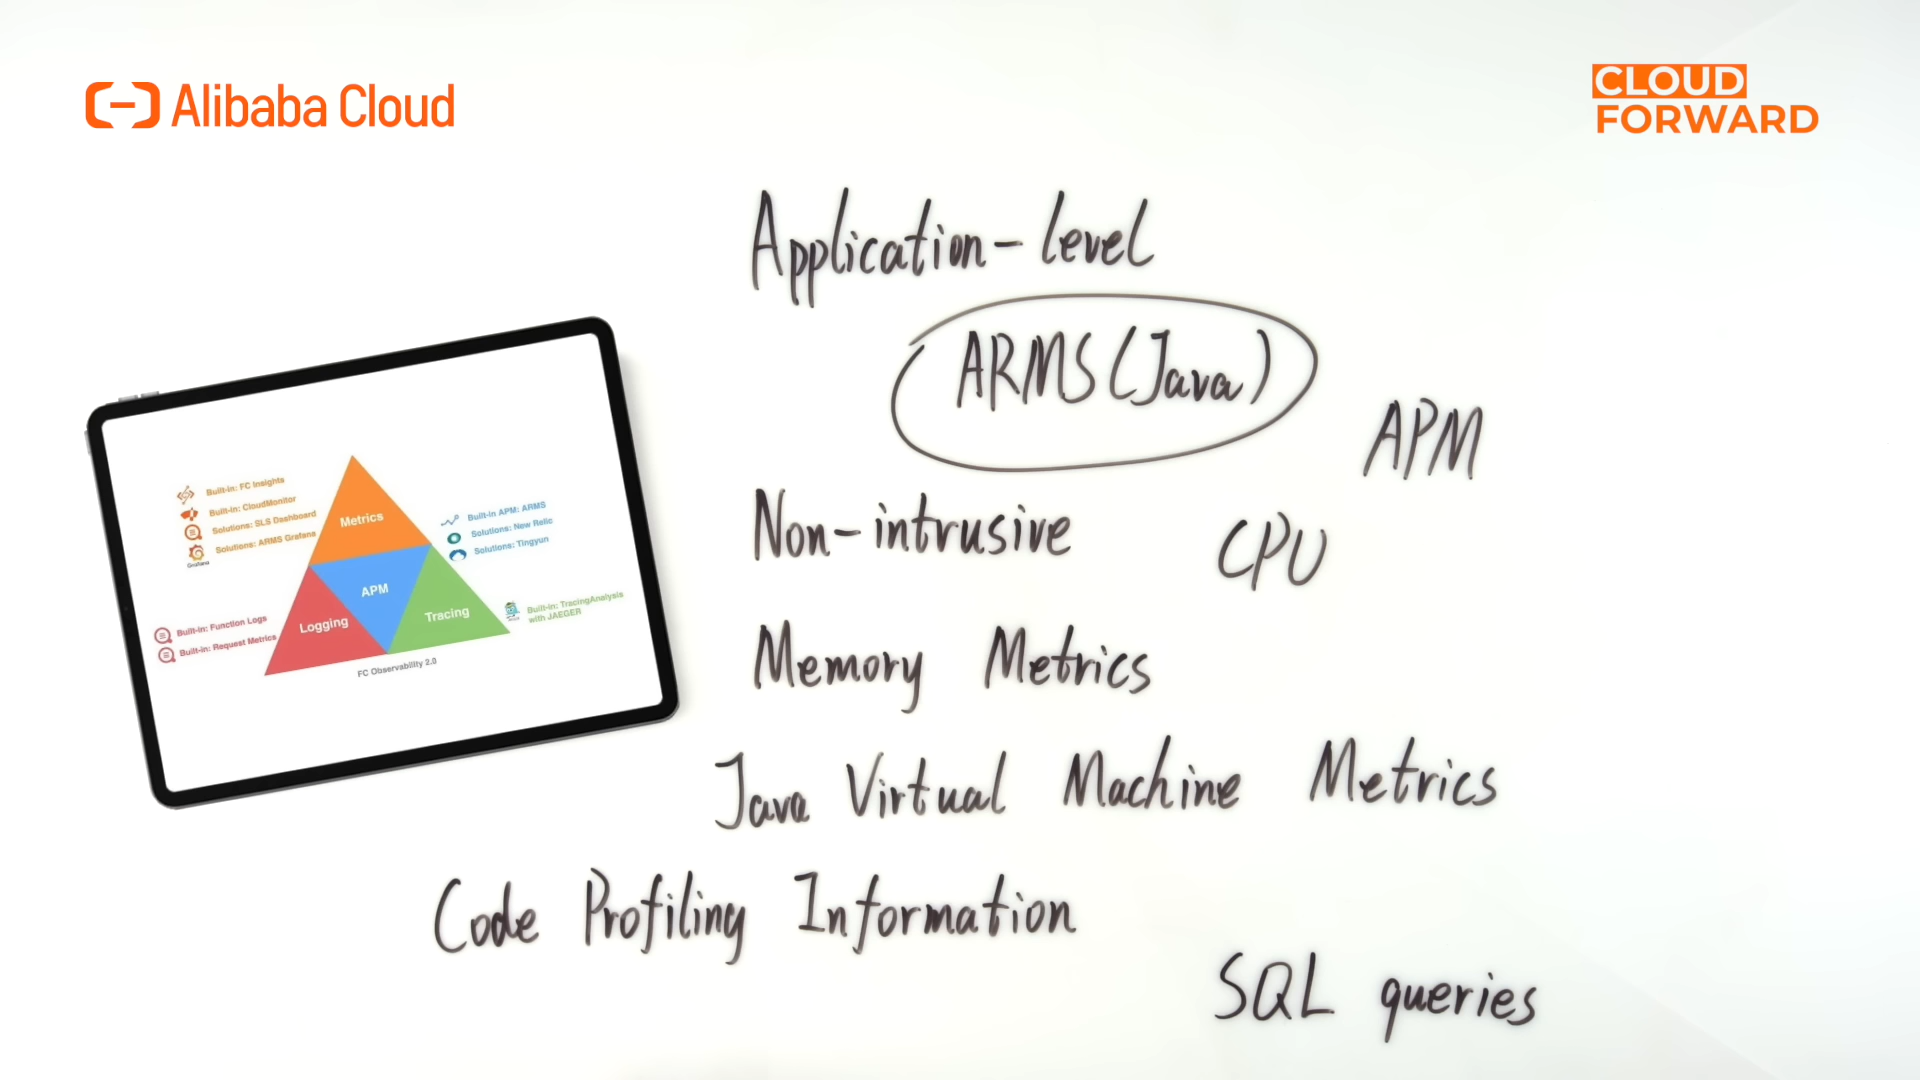 Alibaba Cloud
CLOUD
FORWARD
Application-level
ARMS (Java)
APM
Non-intrusive
CPU
Memory Metrics
Java Virtual Machine Metrics
Code Profiling Information
SQL queries
Built-in: FC Insights
Built-in: CloudMonitor
Solutions: SLS Dashboard
Solutions: ARMS Grafana
Grafana
Metrics
Built-in APM: ARMS
Solutions: New Relic
Solutions: Tingyun
APM
Logging
Tracing
Built-in: Function Logs
Built-in: Request Metrics
Built-in: TracingAnalysis
with JAEGER
FC Observability 2.0